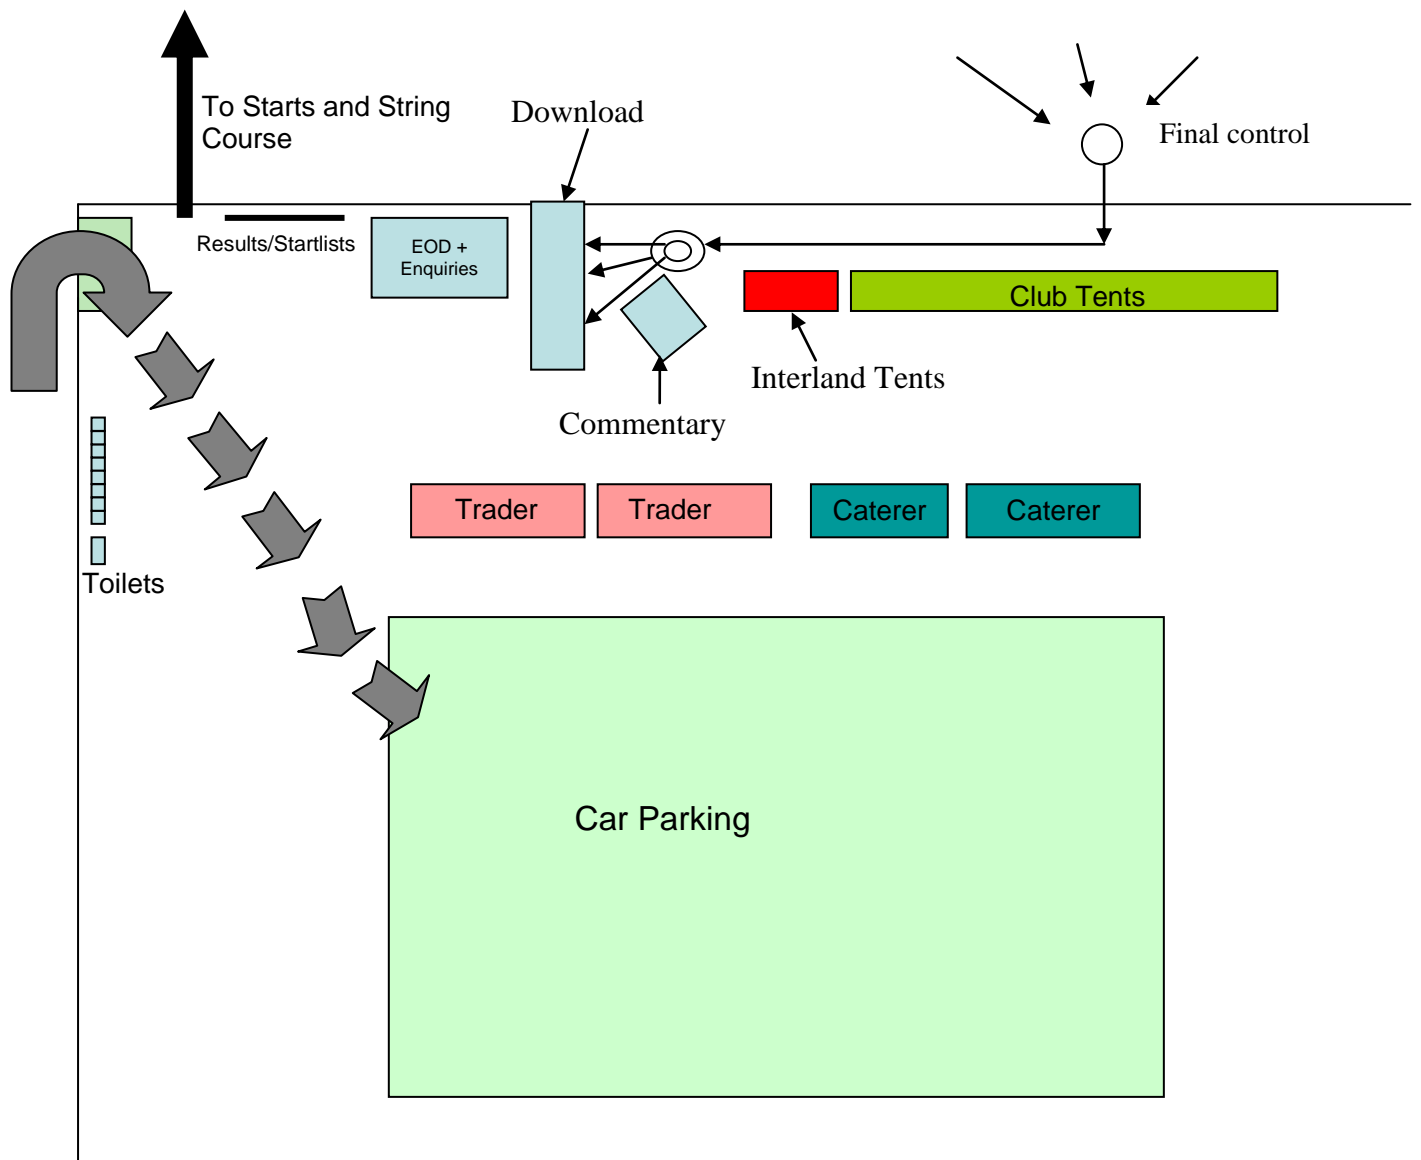 To Starts and String
Course
Download
Final control
Results/Startlists
EOD +
Enquiries
Club Tents
Interland Tents
Commentary
Trader
Trader
Caterer
Caterer
Toilets
Car Parking